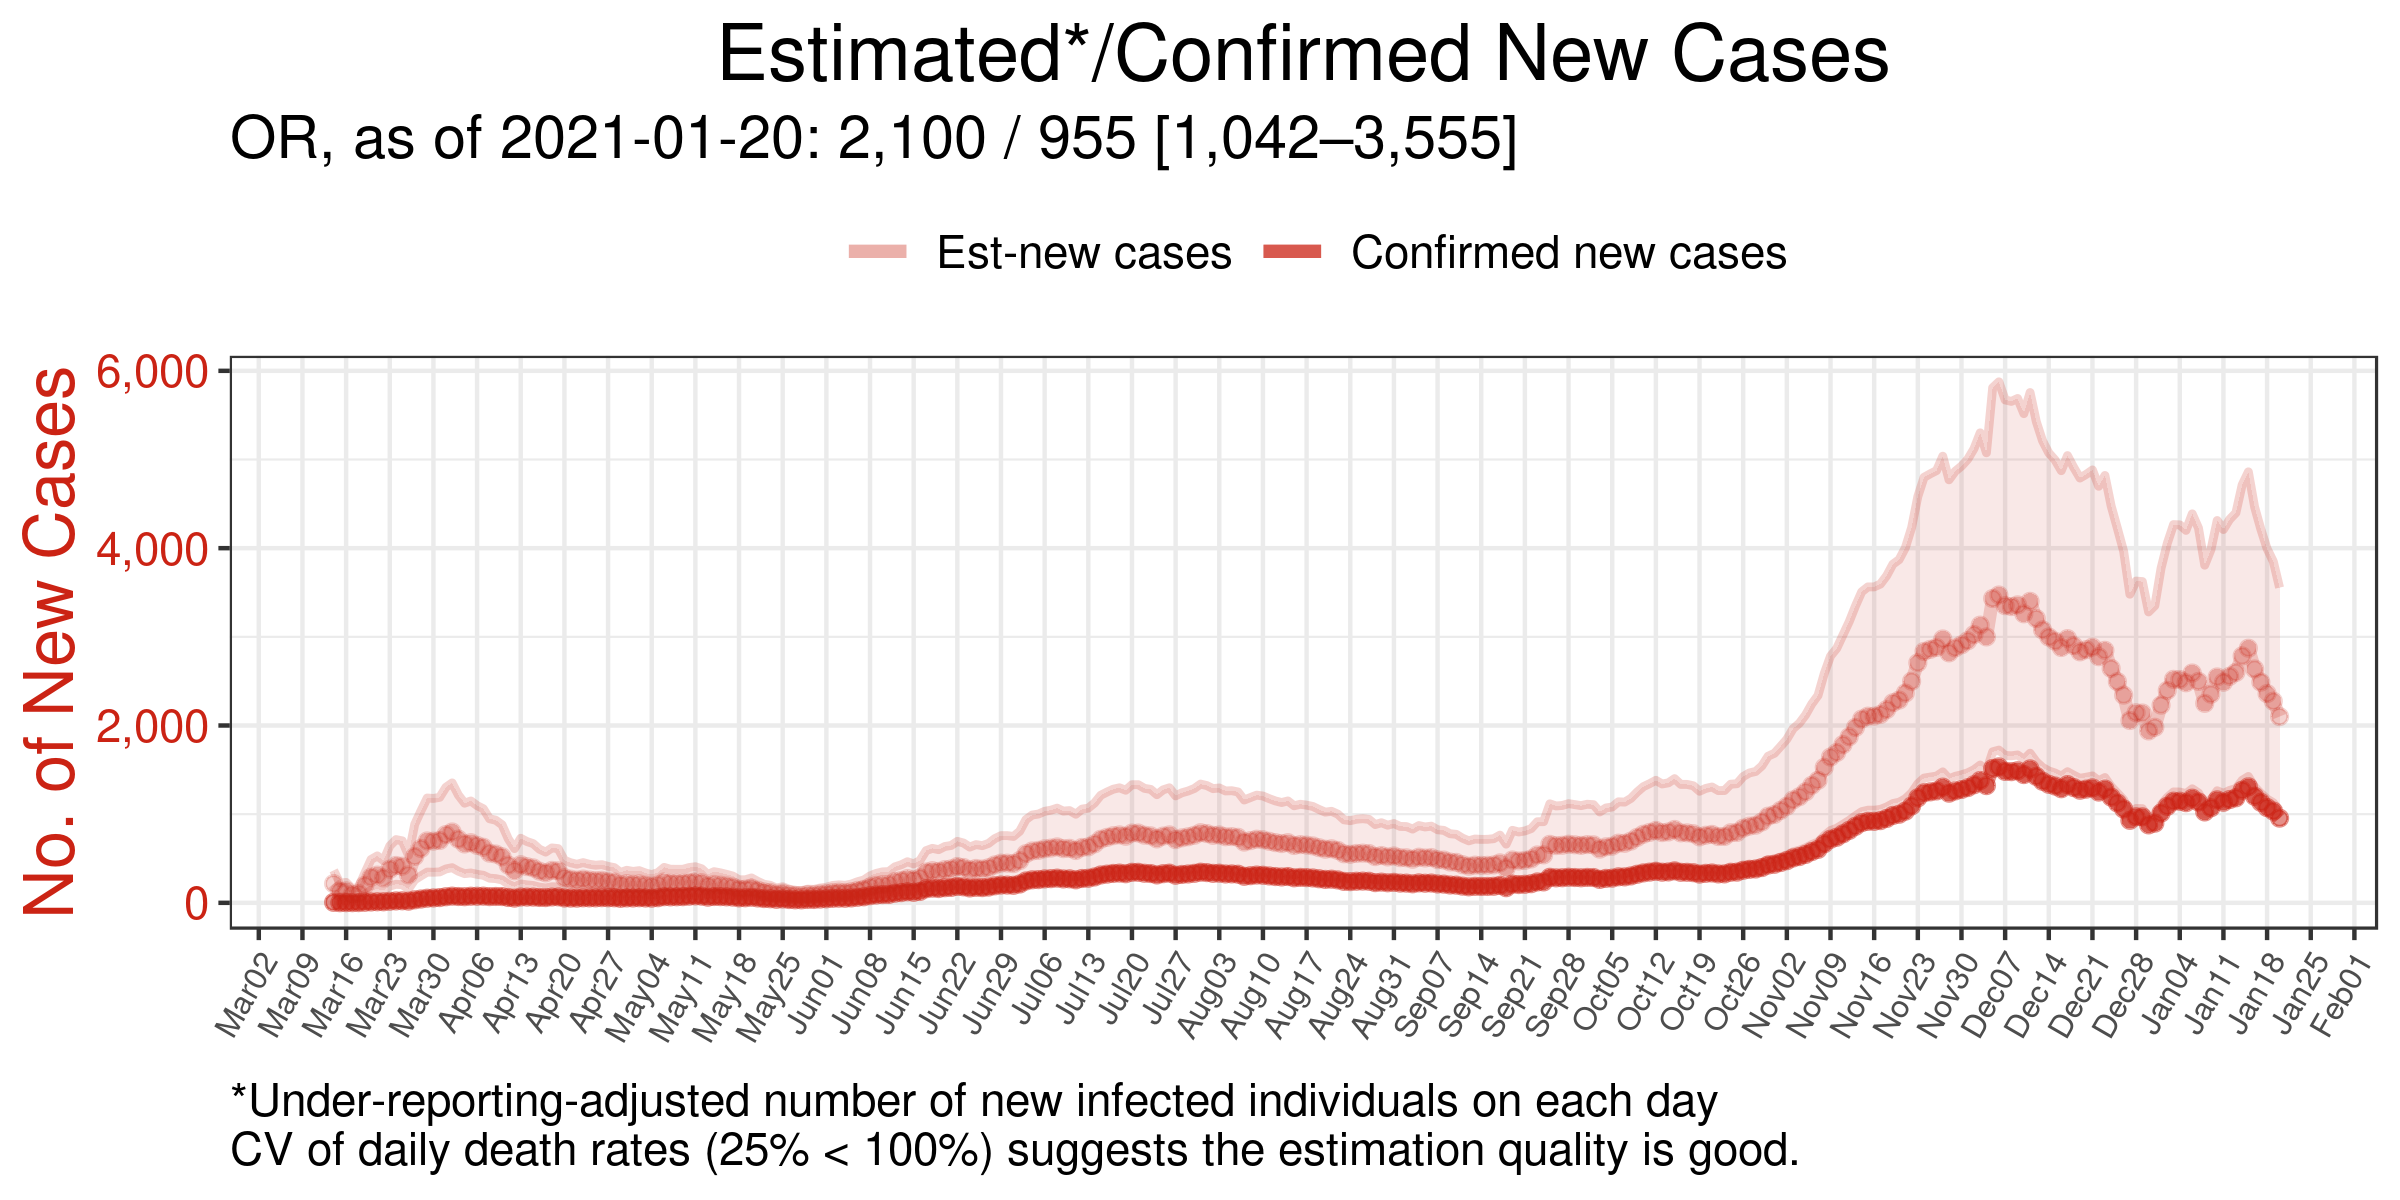 Estimated*/Confirmed New Cases
OR, as of 2021-01-20: 2,100 / 955 [1,042–3,555]
Est-new cases
Confirmed new cases
No. of New Cases
6,000
4,000
2,000
0
Mar02
Mar09
Mar16
Mar23
Mar30
Apr06
Apr13
Apr20
Apr27
May04
May11
May18
May25
Jun01
Jun08
Jun15
Jun22
Jun29
Jul06
Jul13
Jul20
Jul27
Aug03
Aug10
Aug17
Aug24
Aug31
Sep07
Sep14
Sep21
Sep28
Oct05
Oct12
Oct19
Oct26
Nov02
Nov09
Nov16
Nov23
Nov30
Dec07
Dec14
Dec21
Dec28
Jan04
Jan11
Jan18
Jan25
Feb01
*Under-reporting-adjusted number of new infected individuals on each day
CV of daily death rates (25% < 100%) suggests the estimation quality is good.